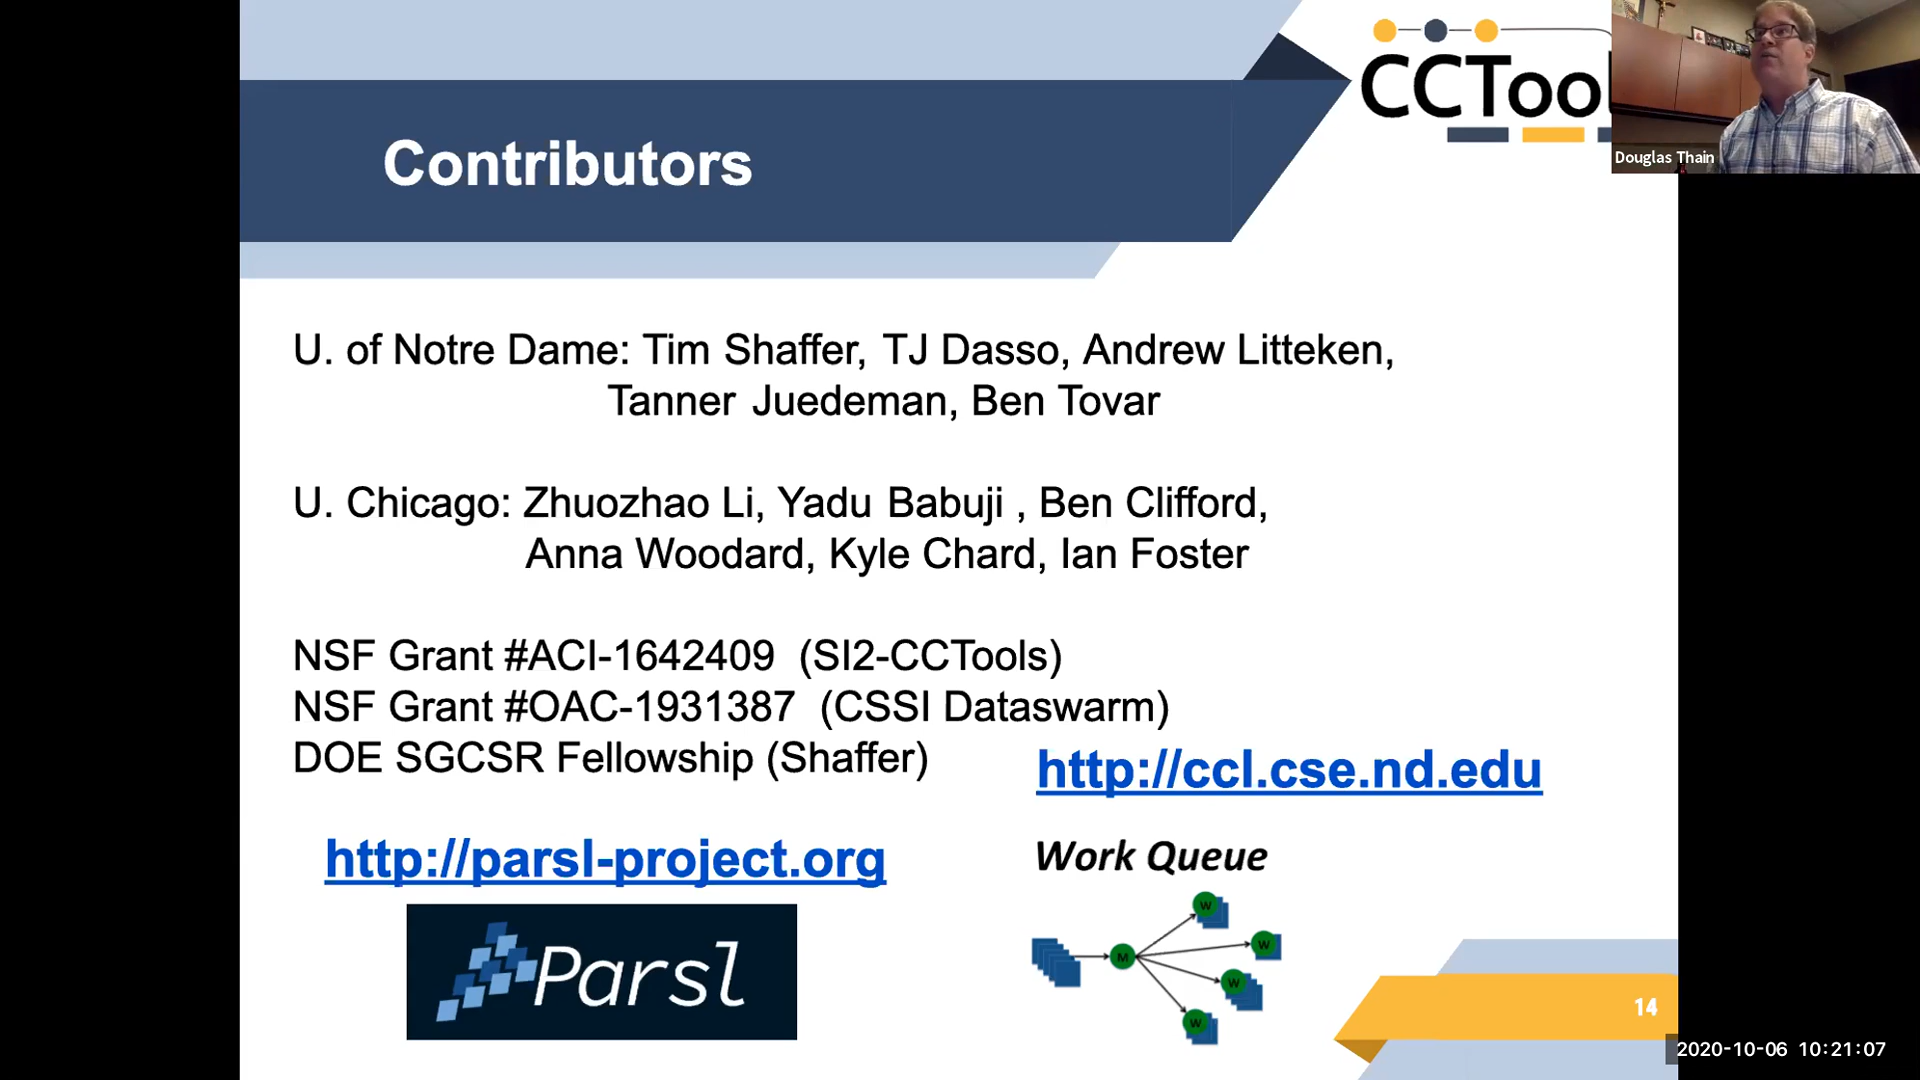 CCTool
Douglas Thain
Contributors
U. of Notre Dame: Tim Shaffer, TJ Dasso, Andrew Litteken,
Tanner Juedeman, Ben Tovar
U. Chicago: Zhuozhao Li, Yadu Babuji , Ben Clifford,
Anna Woodard, Kyle Chard, Ian Foster
NSF Grant #ACI-1642409 (SI2-CCTools)
NSF Grant #OAC-1931387 (CSSI Dataswarm)
DOE SGCSR Fellowship (Shaffer)
http://ccl.cse.nd.edu
http://parsl-project.org
Work Queue
Parsl
W
W
M
W
W
14
2020-10-06 10:21:07